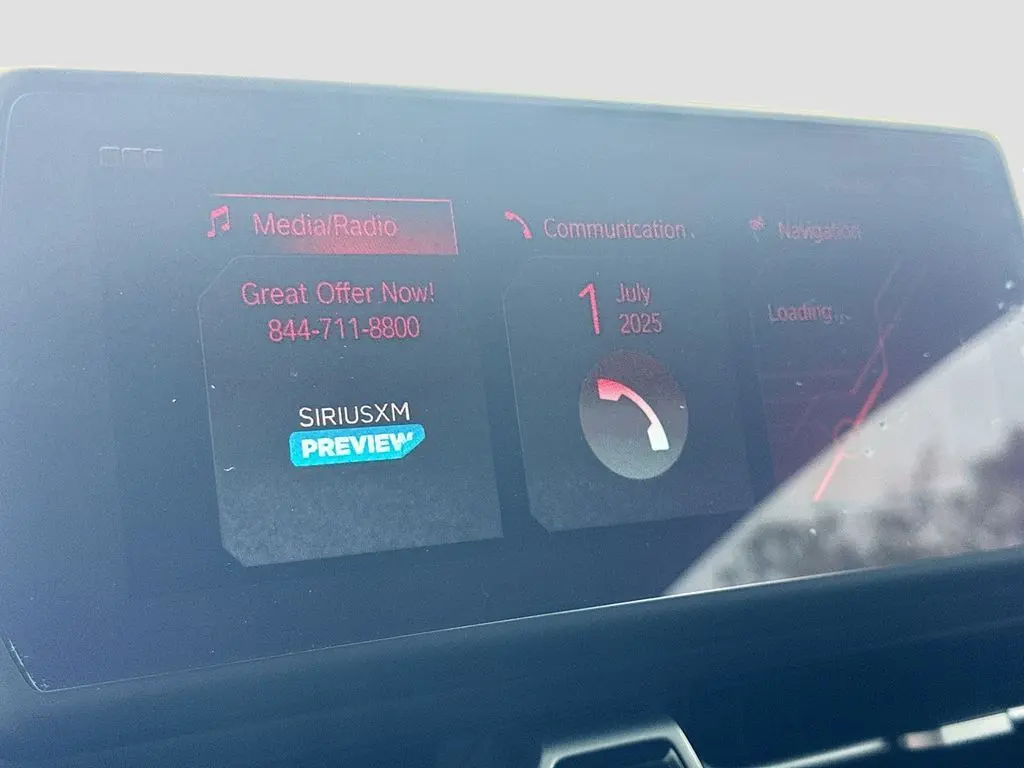 Media/Radio
Great Offer Now!
844-711-8800
SIRIUSXM
PREVIEW
Communication
1 July
2025
Navigation
Loading...